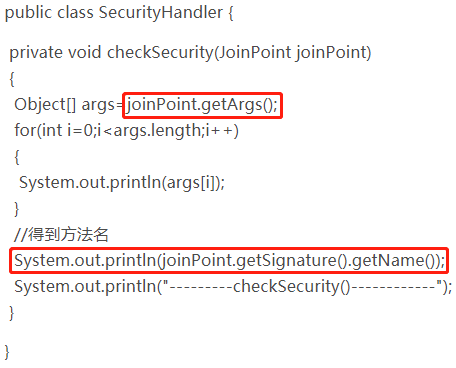 public class SecurityHandler {
private void checkSecurity(JoinPoint joinPoint)
{
Object[] args=joinPoint.getArgs();
for(int i=0;i<args.length;i++)
{
System.out.println(args[i]);
}
//得到方法名
System.out.println(joinPoint.getSignature().getName());
System.out.println("---------checkSecurity()------------");
}
}